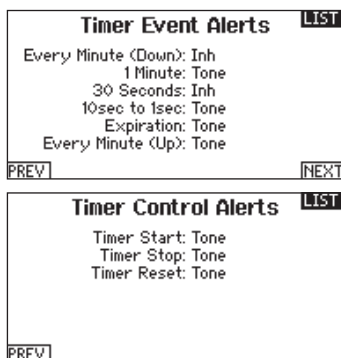 Timer Event Alerts LIST
Every Minute (Down): Inh
1 Minute: Tone
30 Seconds: Inh
10sec to 1sec: Tone
Expiration: Tone
Every Minute (Up): Tone
PREV NEXT
Timer Control Alerts LIST
Timer Start: Tone
Timer Stop: Tone
Timer Reset: Tone
PREV